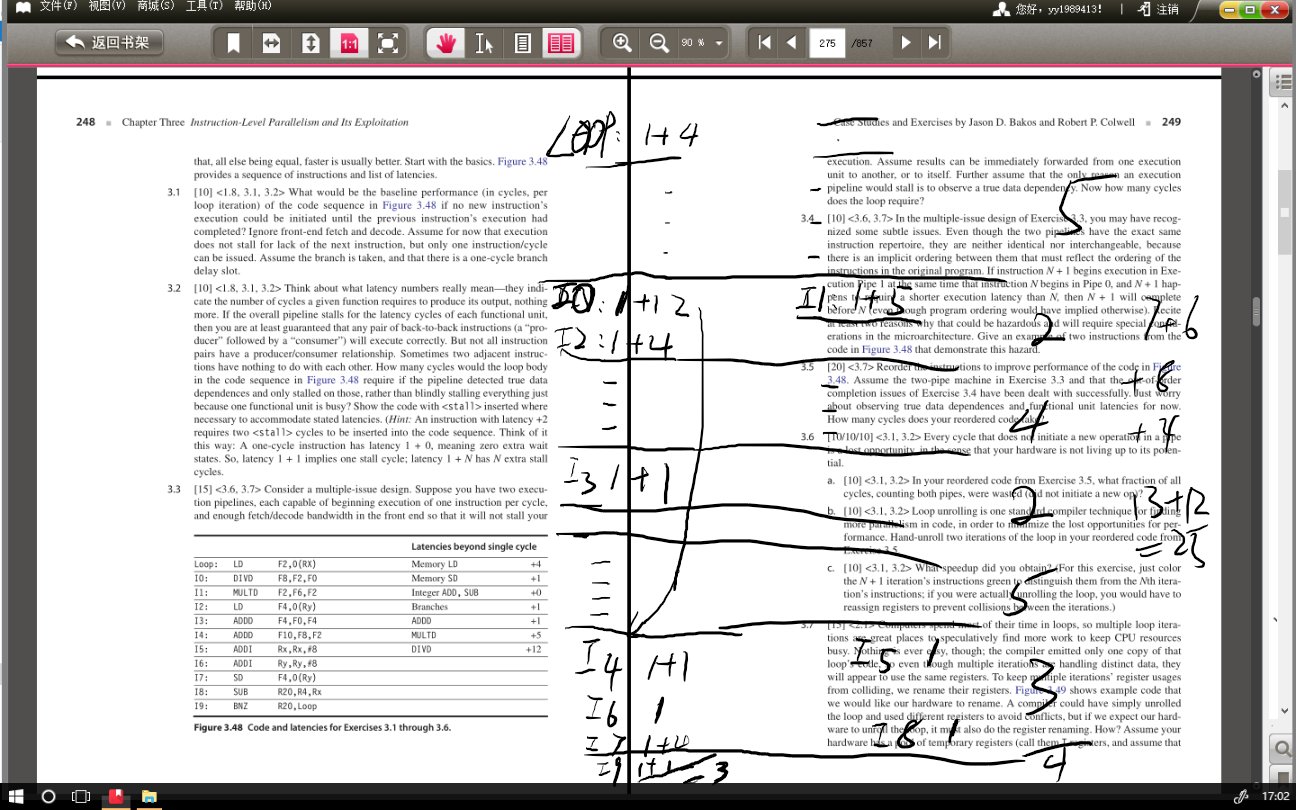 文件(F) 视图(V) 商城(S) 工具(T) 帮助(H)
您好，yy1989413! | 注销
返回书架
1:1
90 %
275 /857
248 Chapter Three Instruction-Level Parallelism and Its Exploitation
that, all else being equal, faster is usually better. Start with the basics. Figure 3.48
provides a sequence of instructions and list of latencies.
3.1 [10] <1.8, 3.1, 3.2> What would be the baseline performance (in cycles, per
loop iteration) of the code sequence in Figure 3.48 if no new instruction's
execution could be initiated until the previous instruction's execution had
completed? Ignore front-end fetch and decode. Assume for now that execution
does not stall for lack of the next instruction, but only one instruction/cycle
can be issued. Assume the branch is taken, and that there is a one-cycle branch
delay slot.
3.2 [10] <1.8, 3.1, 3.2> Think about what latency numbers really mean—they indi-
cate the number of cycles a given function requires to produce its output, nothing
more. If the overall pipeline stalls for the latency cycles of each functional unit,
then you are at least guaranteed that any pair of back-to-back instructions (a "pro-
ducer" followed by a "consumer") will execute correctly. But not all instruction
pairs have a producer/consumer relationship. Sometimes two adjacent instruc-
tions have nothing to do with each other. How many cycles would the loop body
in the code sequence in Figure 3.48 require if the pipeline detected true data
dependences and only stalled on those, rather than blindly stalling everything just
because one functional unit is busy? Show the code with <stall> inserted where
necessary to accommodate stated latencies. (Hint: An instruction with latency +2
requires two <stall> cycles to be inserted into the code sequence. Think of it
this way: A one-cycle instruction has latency 1 + 0, meaning zero extra wait
states. So, latency 1 + 1 implies one stall cycle; latency 1 + N has N extra stall
cycles.
3.3 [15] <3.6, 3.7> Consider a multiple-issue design. Suppose you have two execu-
tion pipelines, each capable of beginning execution of one instruction per cycle,
and enough fetch/decode bandwidth in the front end so that it will not stall your
Latencies beyond single cycle
Loop: LD F2,0(RX) Memory LD +4
I0: DIVD F8,F2,F0 Memory SD +1
I1: MULTD F2,F6,F2 Integer ADD, SUB +0
I2: LD F4,0(Ry) Branches +1
I3: ADDD F4,F0,F4 ADDD +1
I4: ADDD F10,F8,F2 MULTD +5
I5: ADDI Rx,Rx,#8 DIVD +12
I6: ADDI Ry,Ry,#8
I7: SD F4,0(Ry)
I8: SUB R20,R4,Rx
I9: BNZ R20,Loop
Figure 3.48 Code and latencies for Exercises 3.1 through 3.6.
LOOP: 1+4
I0: 1+12
I2: 1+4
I3 1+1
I4 1+1
I6 1
I7 1+0
I9 1+1 = 3
Case Studies and Exercises by Jason D. Bakos and Robert P. Colwell 249
execution. Assume results can be immediately forwarded from one execution
unit to another, or to itself. Further assume that the only reason an execution
pipeline would stall is to observe a true data dependency. Now how many cycles
does the loop require?
3.4 [10] <3.6, 3.7> In the multiple-issue design of Exercise 3.3, you may have recog-
nized some subtle issues. Even though the two pipelines have the exact same
instruction repertoire, they are neither identical nor interchangeable, because
there is an implicit ordering between them that must reflect the ordering of the
instructions in the original program. If instruction N + 1 begins execution in Exe-
cution Pipe 1 at the same time that instruction N begins in Pipe 0, and N + 1 hap-
pens to require a shorter execution latency than N, then N + 1 will complete
before N (even though program ordering would have implied otherwise). Recite
at least two reasons why that could be hazardous and will require special consid-
erations in the microarchitecture. Give an example of two instructions from the
code in Figure 3.48 that demonstrate this hazard.
3.5 [20] <3.7> Reorder the instructions to improve performance of the code in Figure
3.48. Assume the two-pipe machine in Exercise 3.3 and that the out-of-order
completion issues of Exercise 3.4 have been dealt with successfully. Just worry
about observing true data dependences and functional unit latencies for now.
How many cycles does your reordered code take?
3.6 [10/10/10] <3.1, 3.2> Every cycle that does not initiate a new operation in a pipe
is a lost opportunity, in the sense that your hardware is not living up to its poten-
tial.
a. [10] <3.1, 3.2> In your reordered code from Exercise 3.5, what fraction of all
cycles, counting both pipes, were wasted (did not initiate a new op)?
b. [10] <3.1, 3.2> Loop unrolling is one standard compiler technique for finding
more parallelism in code, in order to minimize the lost opportunities for per-
formance. Hand-unroll two iterations of the loop in your reordered code from
Exercise 3.5.
c. [10] <3.1, 3.2> What speedup did you obtain? (For this exercise, just color
the N + 1 iteration's instructions green to distinguish them from the Nth itera-
tion's instructions; if you were actually unrolling the loop, you would have to
reassign registers to prevent collisions between the iterations.)
3.7 [15] <2.1> Computers spend most of their time in loops, so multiple loop itera-
tions are great places to speculatively find more work to keep CPU resources
busy. Nothing is ever easy, though; the compiler emitted only one copy of that
loop's code, so even though multiple iterations are handling distinct data, they
will appear to use the same registers. To keep multiple iterations' register usages
from colliding, we rename their registers. Figure 3.49 shows example code that
we would like our hardware to rename. A compiler could have simply unrolled
the loop and used different registers to avoid conflicts, but if we expect our hard-
ware to unroll the loop, it must also do the register renaming. How? Assume your
hardware has a pool of temporary registers (call them T registers, and assume that
5
I1: 1+5
2
4
2
5
I5 1
3
I8 1
4
7+6
+8
+4
13+12
=25
17:02